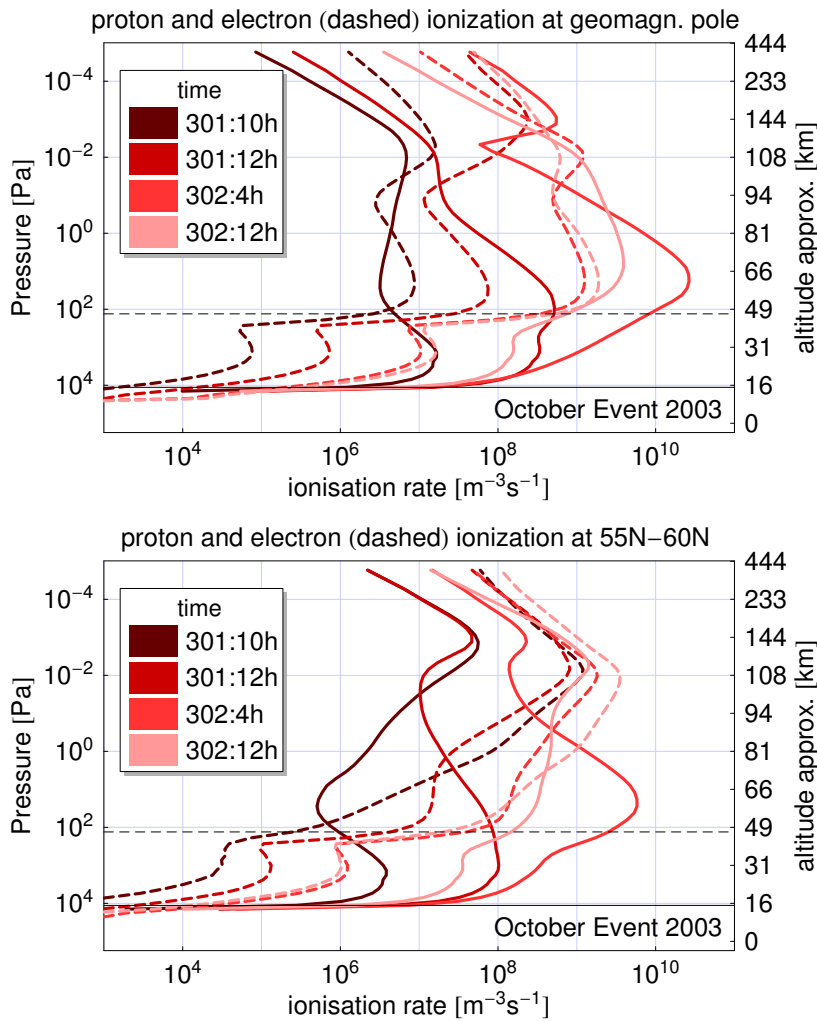 proton and electron (dashed) ionization at geomagn. pole
Pressure [Pa]
10⁻⁴
10⁻²
10⁰
10²
10⁴
time
301:10h
301:12h
302:4h
302:12h
444
233
144
108
94
81
66
49
31
16
0
altitude approx. [km]
October Event 2003
10⁴ 10⁶ 10⁸ 10¹⁰
ionisation rate [m⁻³s⁻¹]
proton and electron (dashed) ionization at 55N−60N
Pressure [Pa]
10⁻⁴
10⁻²
10⁰
10²
10⁴
time
301:10h
301:12h
302:4h
302:12h
444
233
144
108
94
81
66
49
31
16
0
altitude approx. [km]
October Event 2003
10⁴ 10⁶ 10⁸ 10¹⁰
ionisation rate [m⁻³s⁻¹]